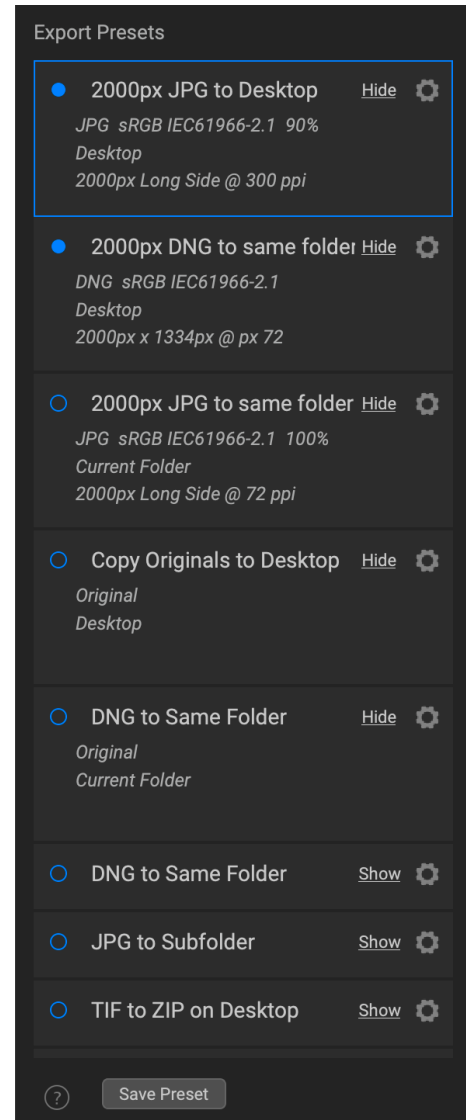 Export Presets
2000px JPG to Desktop Hide
JPG sRGB IEC61966-2.1 90%
Desktop
2000px Long Side @ 300 ppi
2000px DNG to same folder Hide
DNG sRGB IEC61966-2.1
Desktop
2000px x 1334px @ px 72
2000px JPG to same folder Hide
JPG sRGB IEC61966-2.1 100%
Current Folder
2000px Long Side @ 72 ppi
Copy Originals to Desktop Hide
Original
Desktop
DNG to Same Folder Hide
Original
Current Folder
DNG to Same Folder Show
JPG to Subfolder Show
TIF to ZIP on Desktop Show
? Save Preset